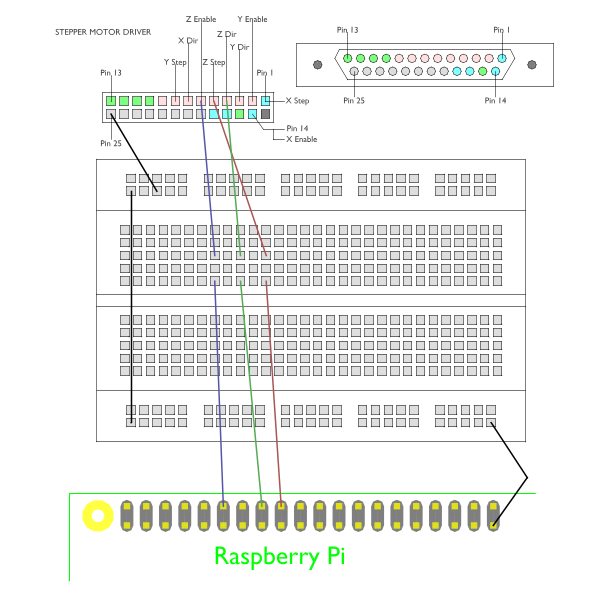 STEPPER MOTOR DRIVER
Z Enable
Y Enable
X Dir
Z Dir
Y Dir
Y Step
Z Step
Pin 13
Pin 1
X Step
Pin 14
X Enable
Pin 25
Pin 13
Pin 1
Pin 25
Pin 14
Raspberry Pi